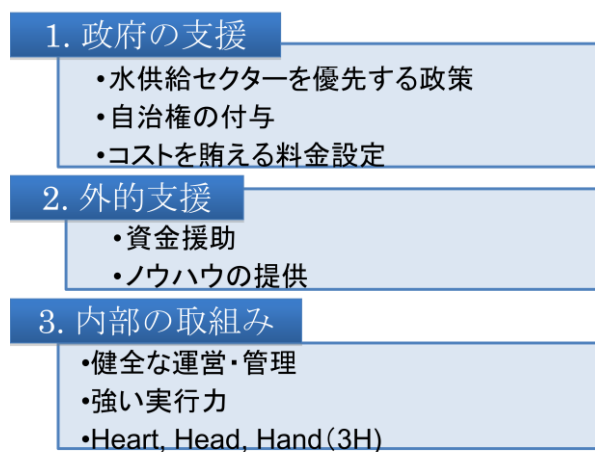 1. 政府の支援
•水供給セクターを優先する政策
•自治権の付与
•コストを賄える料金設定
2. 外的支援
•資金援助
•ノウハウの提供
3. 内部の取組み
•健全な運営・管理
•強い実行力
•Heart, Head, Hand（3H）